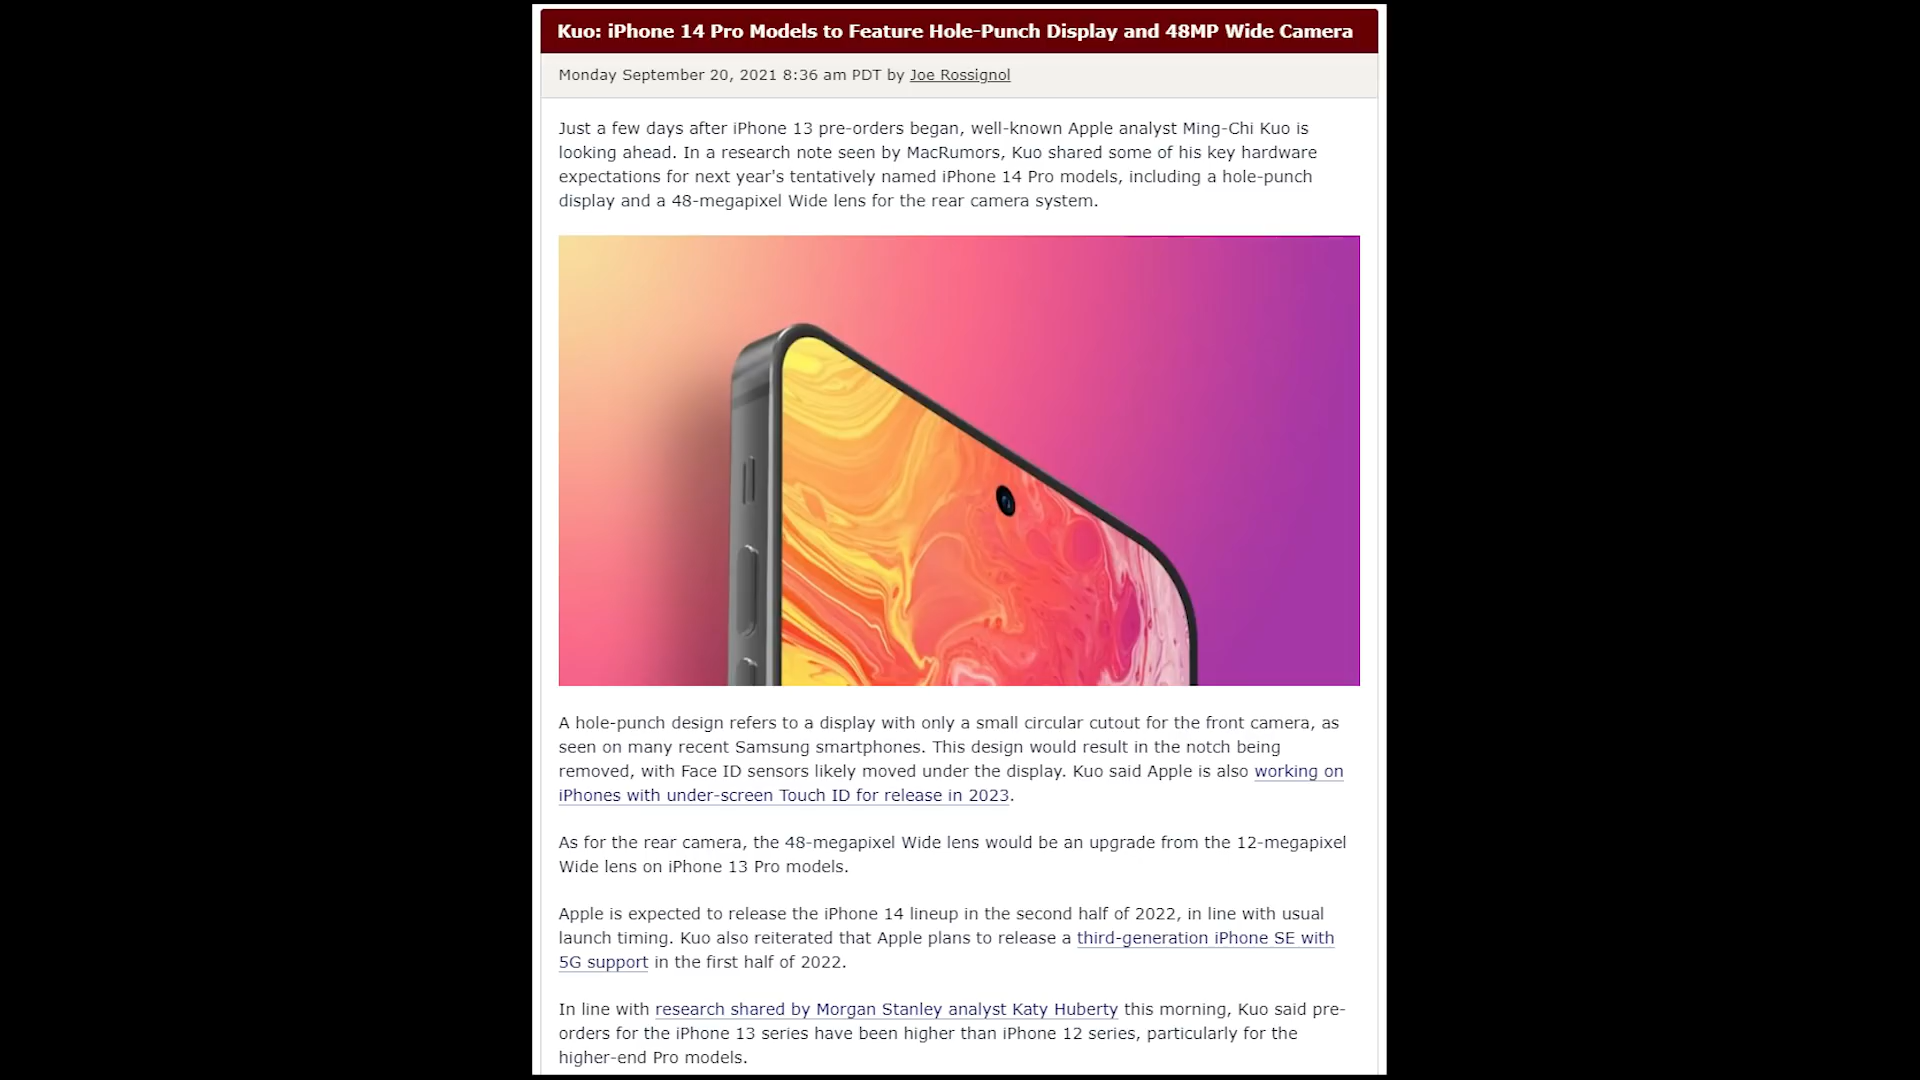 Kuo: iPhone 14 Pro Models to Feature Hole-Punch Display and 48MP Wide Camera
Monday September 20, 2021 8:36 am PDT by Joe Rossignol
Just a few days after iPhone 13 pre-orders began, well-known Apple analyst Ming-Chi Kuo is
looking ahead. In a research note seen by MacRumors, Kuo shared some of his key hardware
expectations for next year's tentatively named iPhone 14 Pro models, including a hole-punch
display and a 48-megapixel Wide lens for the rear camera system.
A hole-punch design refers to a display with only a small circular cutout for the front camera, as
seen on many recent Samsung smartphones. This design would result in the notch being
removed, with Face ID sensors likely moved under the display. Kuo said Apple is also working on
iPhones with under-screen Touch ID for release in 2023.
As for the rear camera, the 48-megapixel Wide lens would be an upgrade from the 12-megapixel
Wide lens on iPhone 13 Pro models.
Apple is expected to release the iPhone 14 lineup in the second half of 2022, in line with usual
launch timing. Kuo also reiterated that Apple plans to release a third-generation iPhone SE with
5G support in the first half of 2022.
In line with research shared by Morgan Stanley analyst Katy Huberty this morning, Kuo said pre-
orders for the iPhone 13 series have been higher than iPhone 12 series, particularly for the
higher-end Pro models.